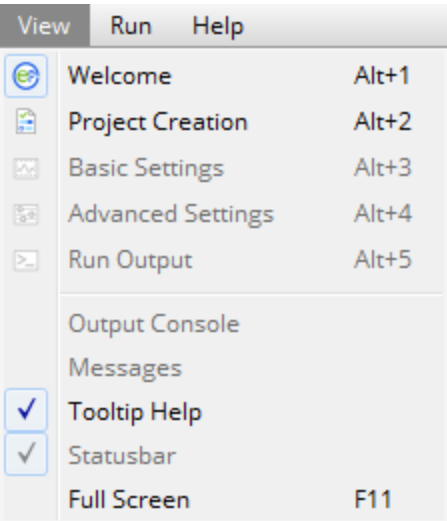 View Run Help
Welcome Alt+1
Project Creation Alt+2
Basic Settings Alt+3
Advanced Settings Alt+4
Run Output Alt+5
Output Console
Messages
Tooltip Help
Statusbar
Full Screen F11